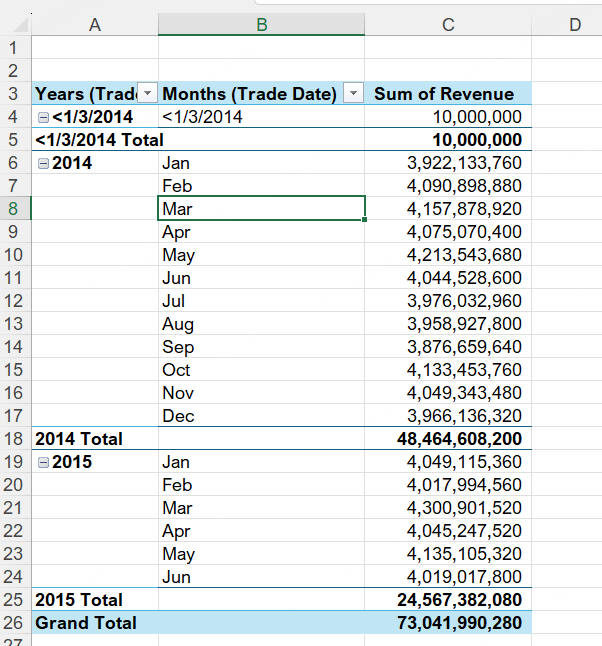 A B C D
1
2
3 Years (Trad Months (Trade Date) Sum of Revenue
4 <1/3/2014 <1/3/2014 10,000,000
5 <1/3/2014 Total 10,000,000
6 2014 Jan 3,922,133,760
7 Feb 4,090,898,880
8 Mar 4,157,878,920
9 Apr 4,075,070,400
10 May 4,213,543,680
11 Jun 4,044,528,600
12 Jul 3,976,032,960
13 Aug 3,958,927,800
14 Sep 3,876,659,640
15 Oct 4,133,453,760
16 Nov 4,049,343,480
17 Dec 3,966,136,320
18 2014 Total 48,464,608,200
19 2015 Jan 4,049,115,360
20 Feb 4,017,994,560
21 Mar 4,300,901,520
22 Apr 4,045,247,520
23 May 4,135,105,320
24 Jun 4,019,017,800
25 2015 Total 24,567,382,080
26 Grand Total 73,041,990,280
27